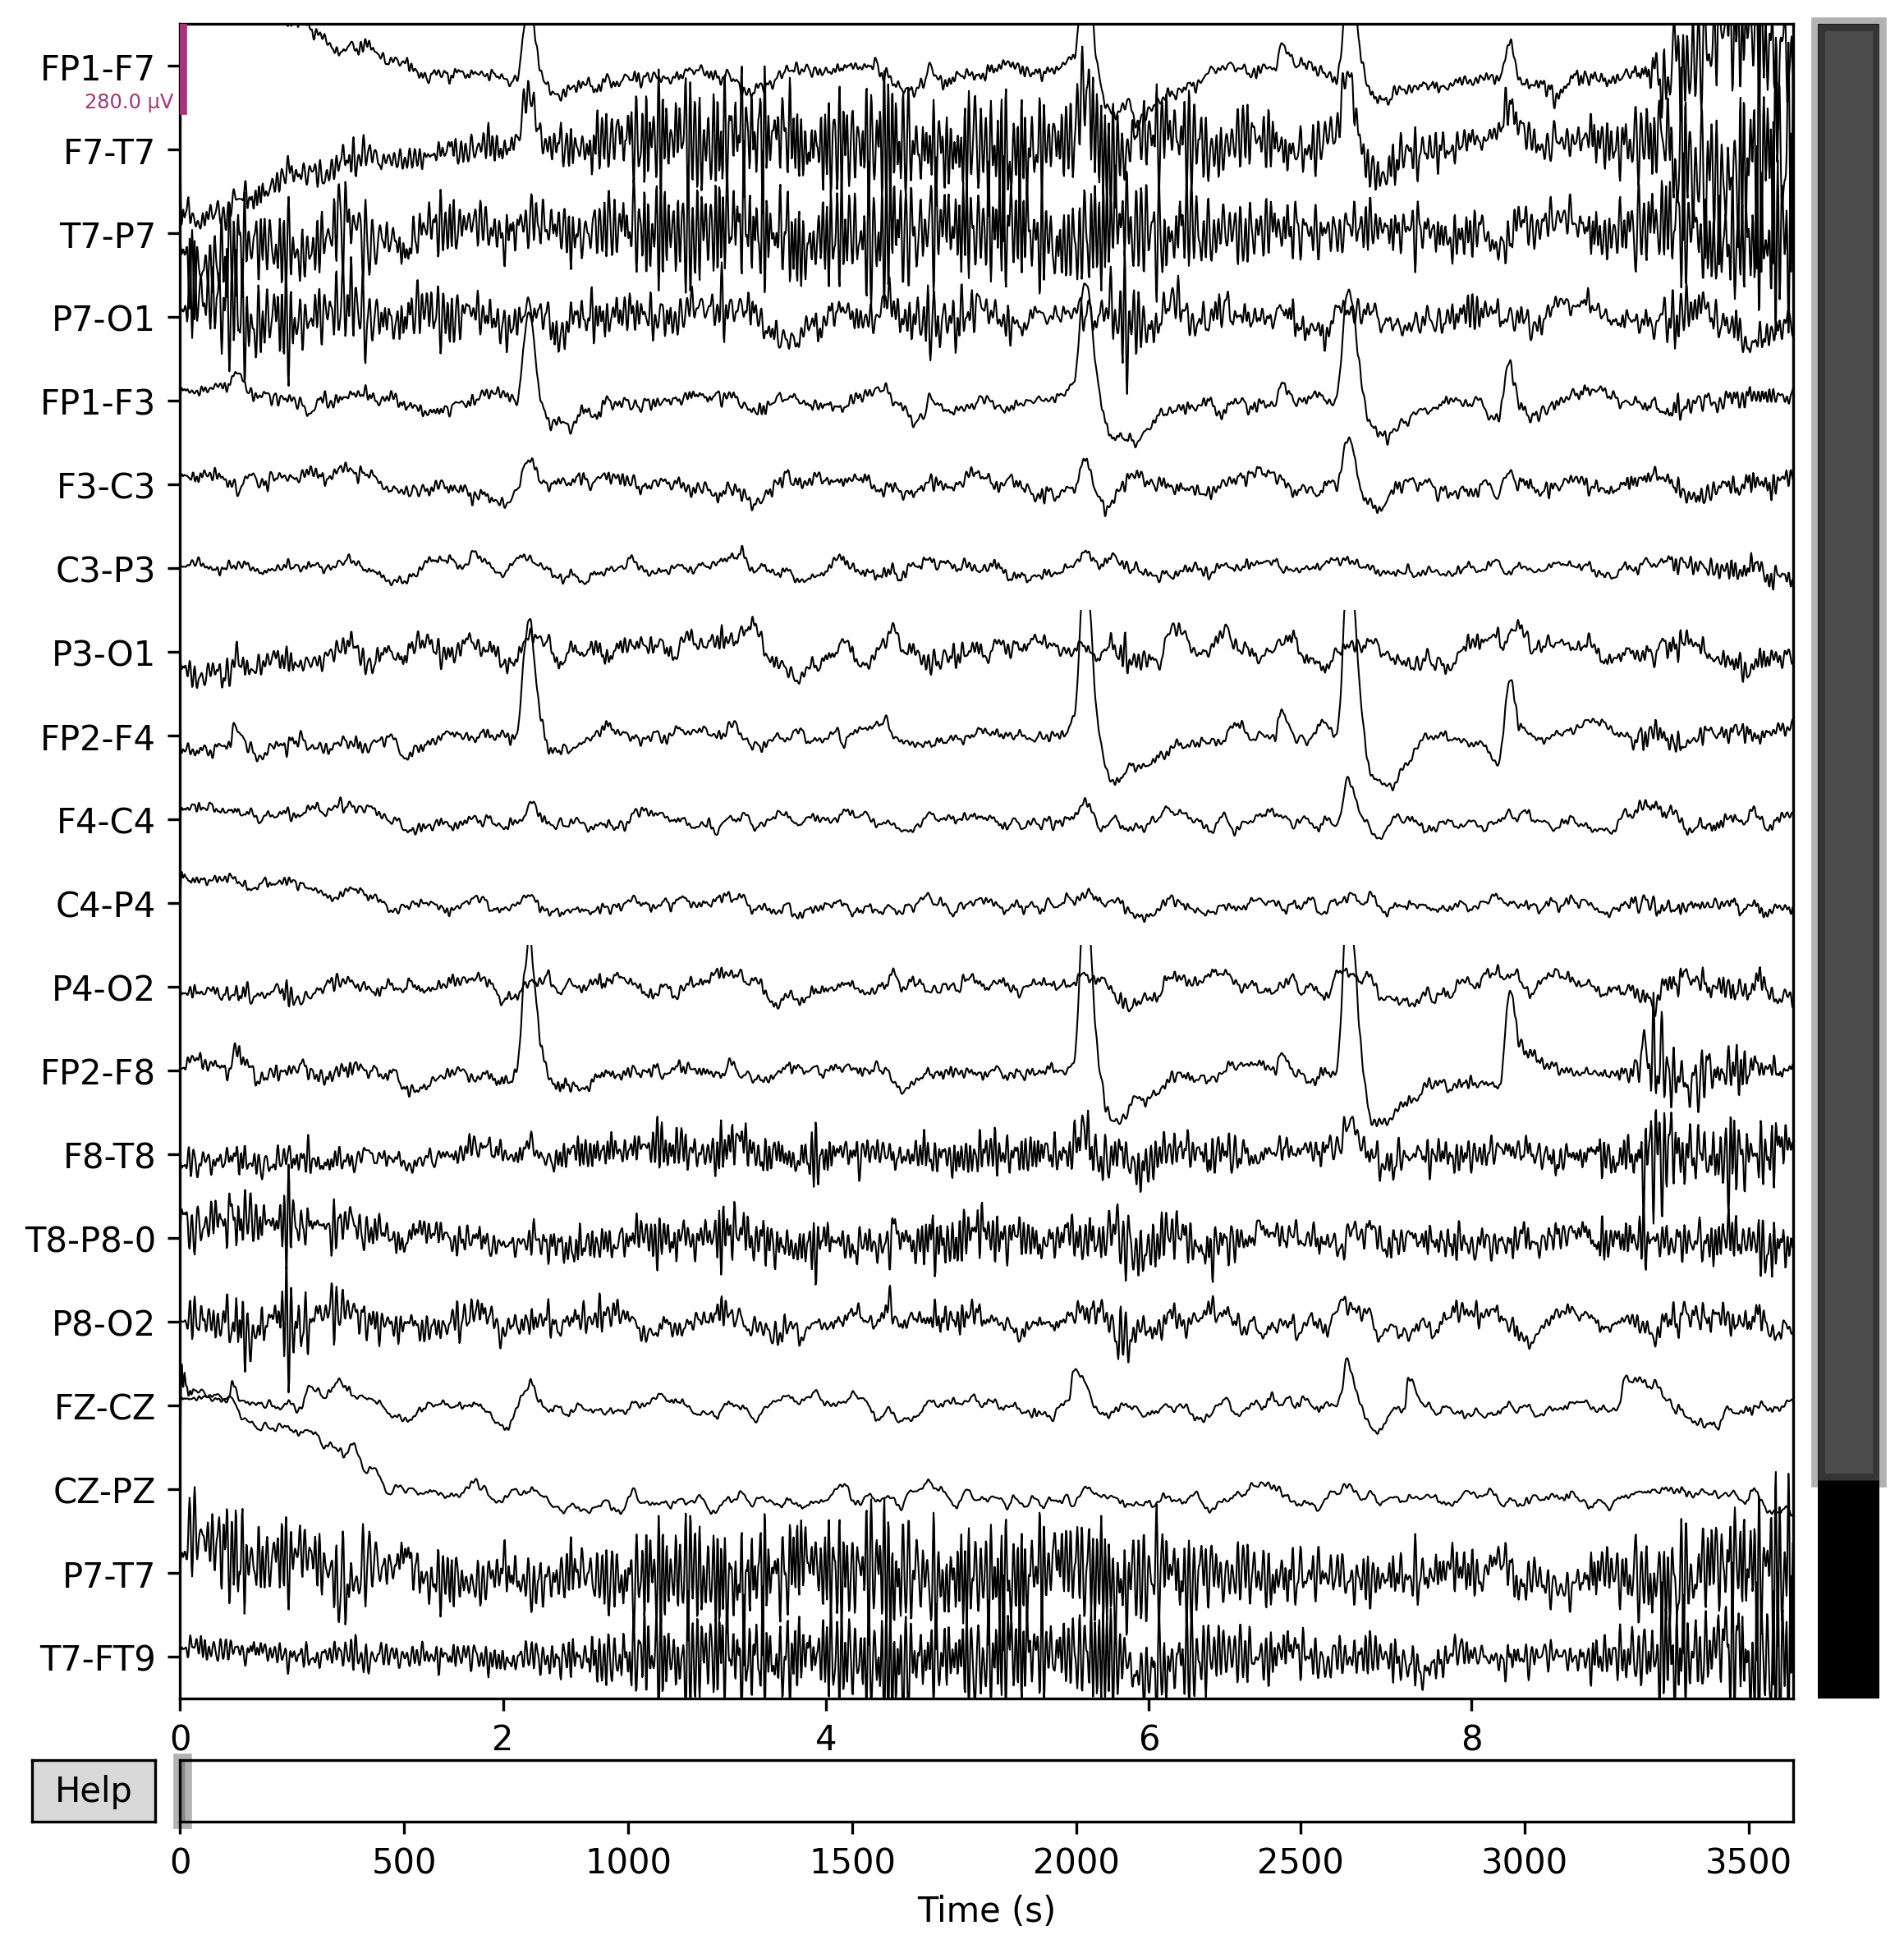 FP1-F7
280.0 µV
F7-T7
T7-P7
P7-O1
FP1-F3
F3-C3
C3-P3
P3-O1
FP2-F4
F4-C4
C4-P4
P4-O2
FP2-F8
F8-T8
T8-P8-0
P8-O2
FZ-CZ
CZ-PZ
P7-T7
T7-FT9
0 2 4 6 8
Help
0 500 1000 1500 2000 2500 3000 3500
Time (s)